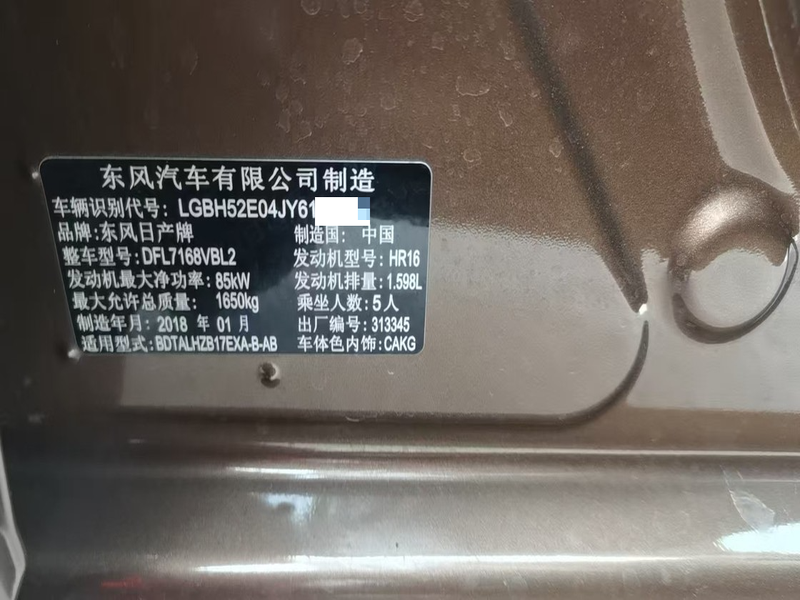 东风汽车有限公司制造
车辆识别代号: LGBH52E04JY61
品牌:东风日产牌 制造国: 中国
整车型号:DFL7168VBL2 发动机型号:HR16
发动机最大净功率:85kW 发动机排量:1.598L
最大允许总质量: 1650kg 乘坐人数:5人
制造年月: 2018 年 01 月 出厂编号:313345
适用型式:BDTALHZB17EXA-B-AB 车体色内饰:CAKG